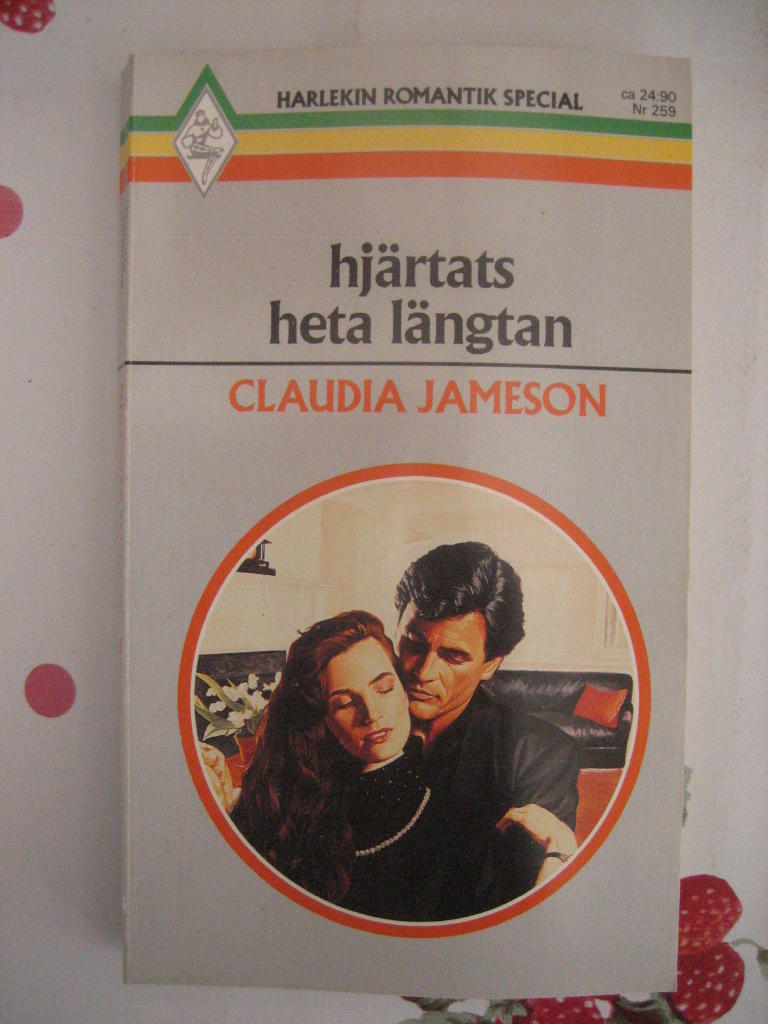 HARLEKIN ROMANTIK SPECIAL
ca 24:90
Nr 259
hjärtats
heta längtan
CLAUDIA JAMESON